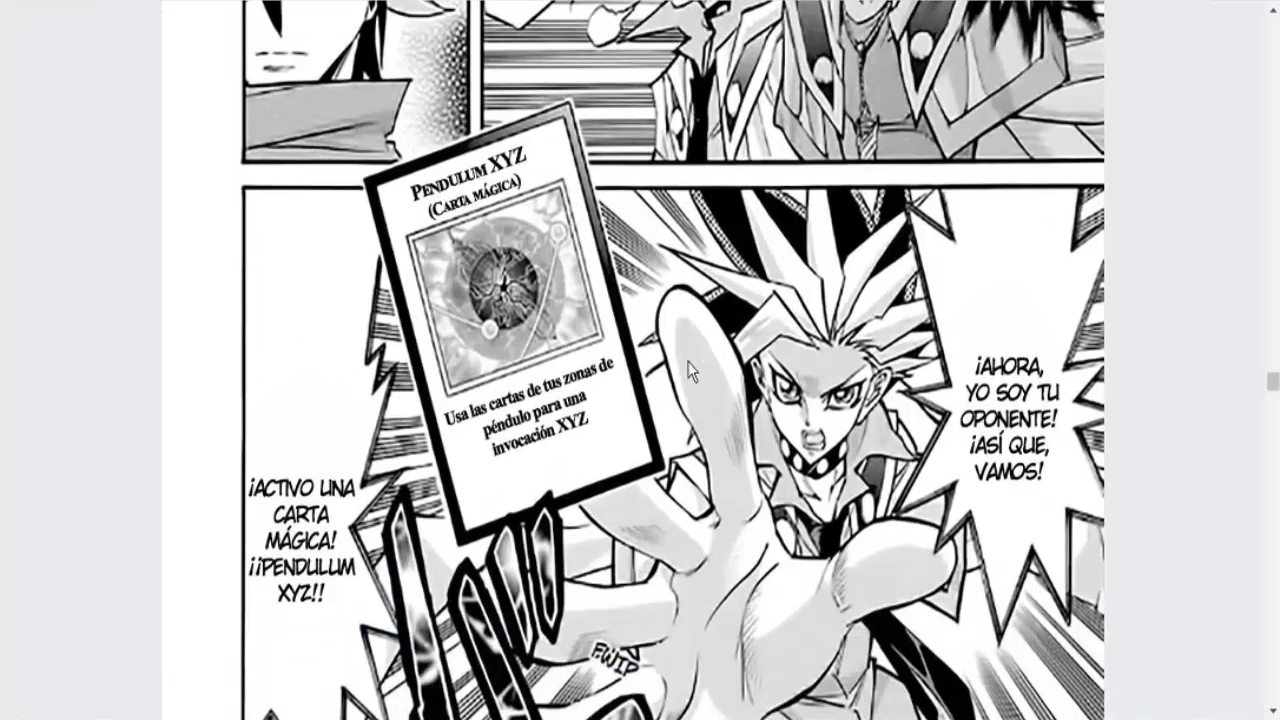 PENDULUM XYZ
(CARTA MÁGICA)
Usa las cartas de tus zonas de
péndulo para una
invocación XYZ
¡AHORA,
YO SOY TU
OPONENTE!
¡ASÍ QUE,
VAMOS!
¡ACTIVO UNA
CARTA
MÁGICA!
¡¡PENDULUM
XYZ!!
FWIP